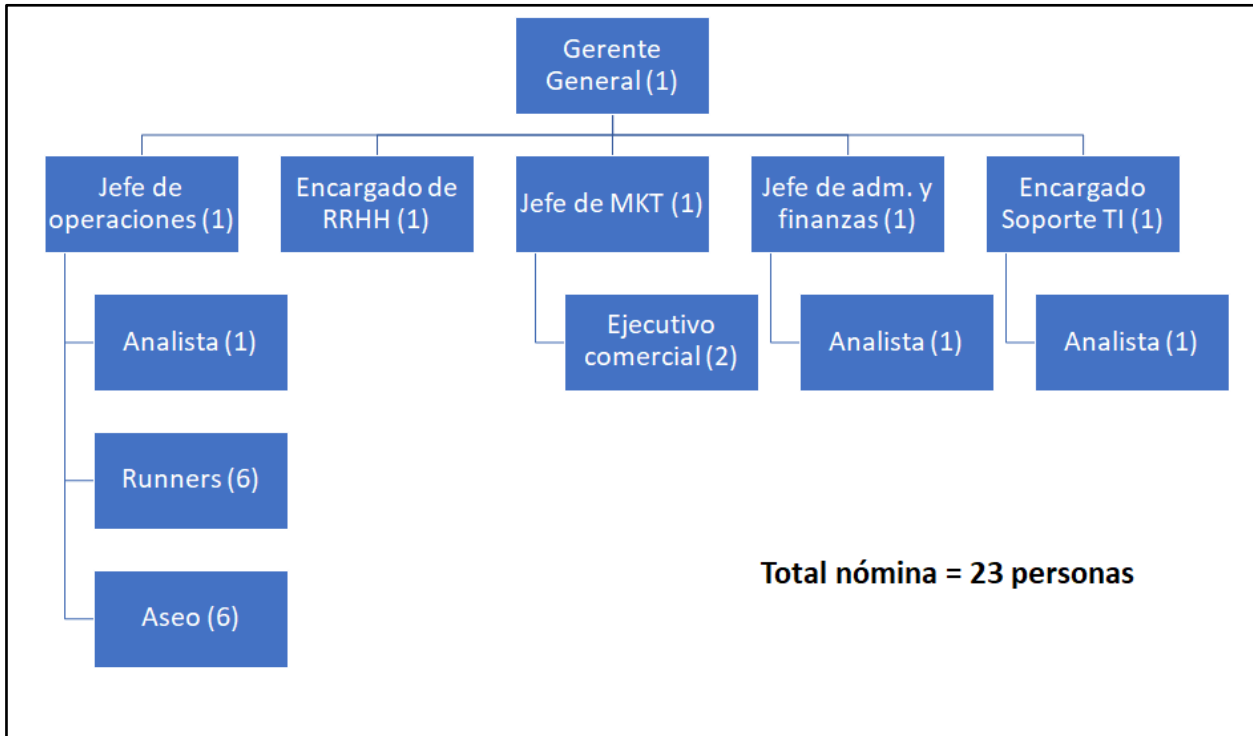 Gerente
General (1)
Jefe de
operaciones (1)
Encargado de
RRHH (1)
Jefe de MKT (1)
Jefe de adm. y
finanzas (1)
Encargado
Soporte TI (1)
Analista (1)
Runners (6)
Aseo (6)
Ejecutivo
comercial (2)
Analista (1)
Analista (1)
Total nómina = 23 personas